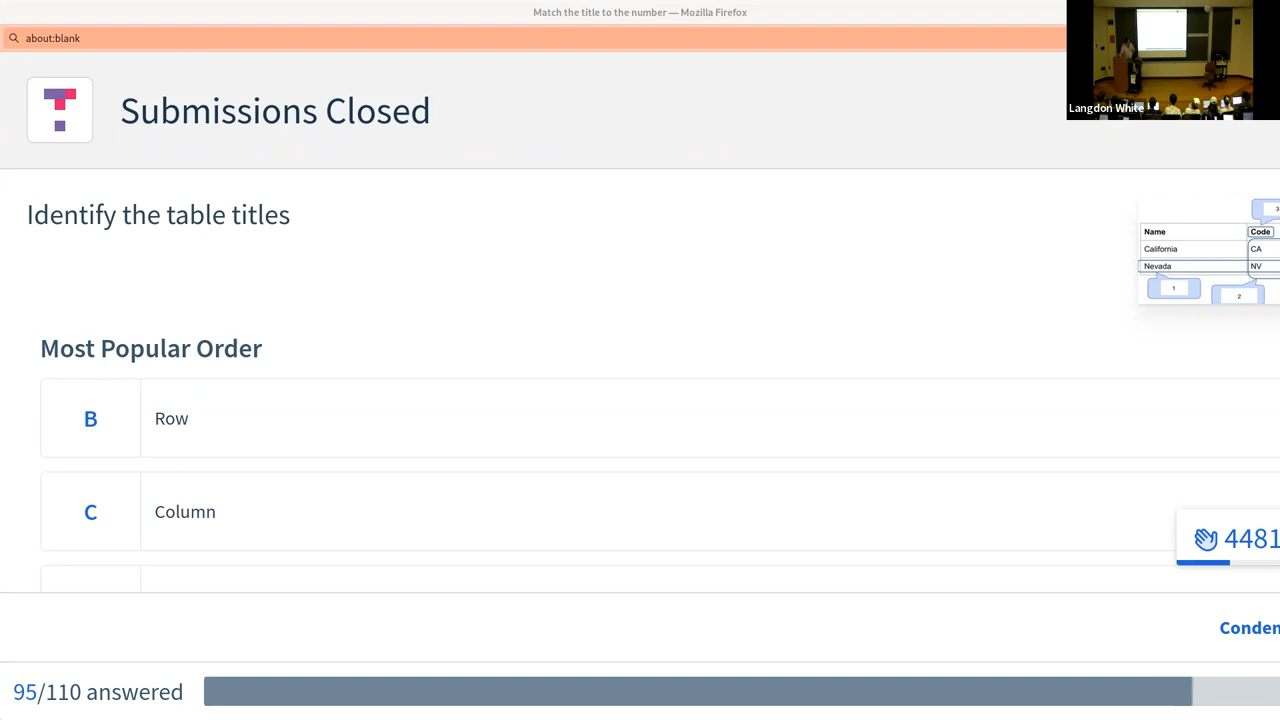 Match the title to the number — Mozilla Firefox
about:blank
Langdon White
Submissions Closed
Identify the table titles
3
Name Code
California CA
Nevada NV
1
2
Most Popular Order
B Row
C Column
4481
Conden
95/110 answered